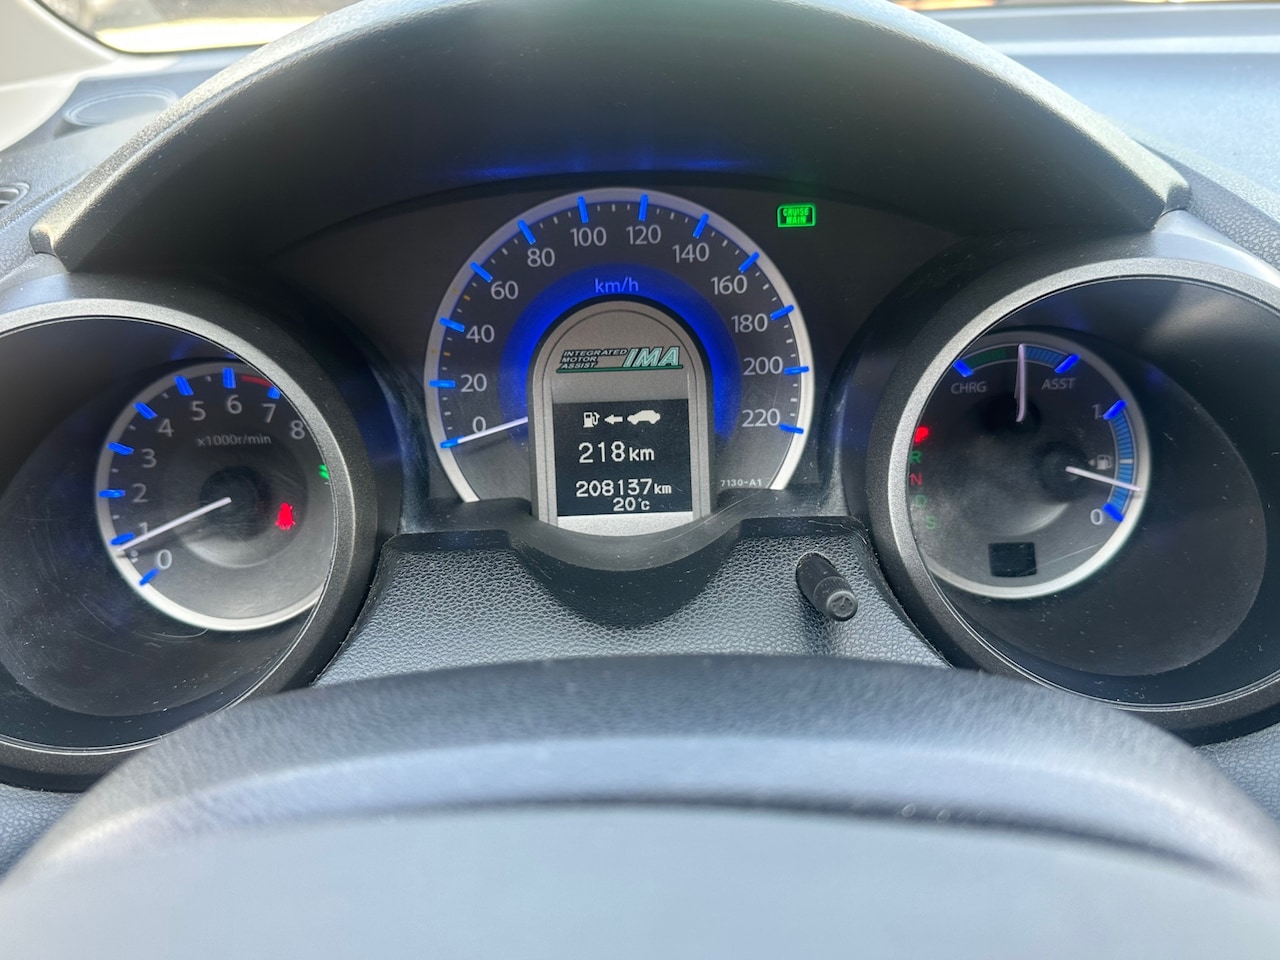 CRUISE
MAIN
0
20
40
60
80
100
120
140
160
180
200
220
km/h
INTEGRATED
MOTOR
ASSIST
IMA
218km
208137km
20°C
7130-A1
0
1
2
3
4
5
6
7
8
x1000r/min
CHRG
ASST
1
0
R
N
D
S